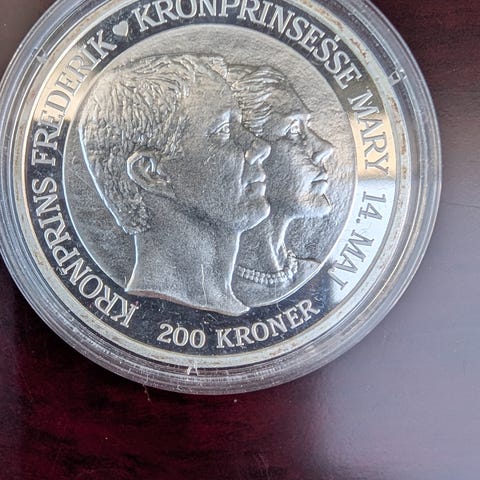 KRONPRINS FREDERIK ♥ KRONPRINSESSE MARY 14. MAJ
200 KRONER